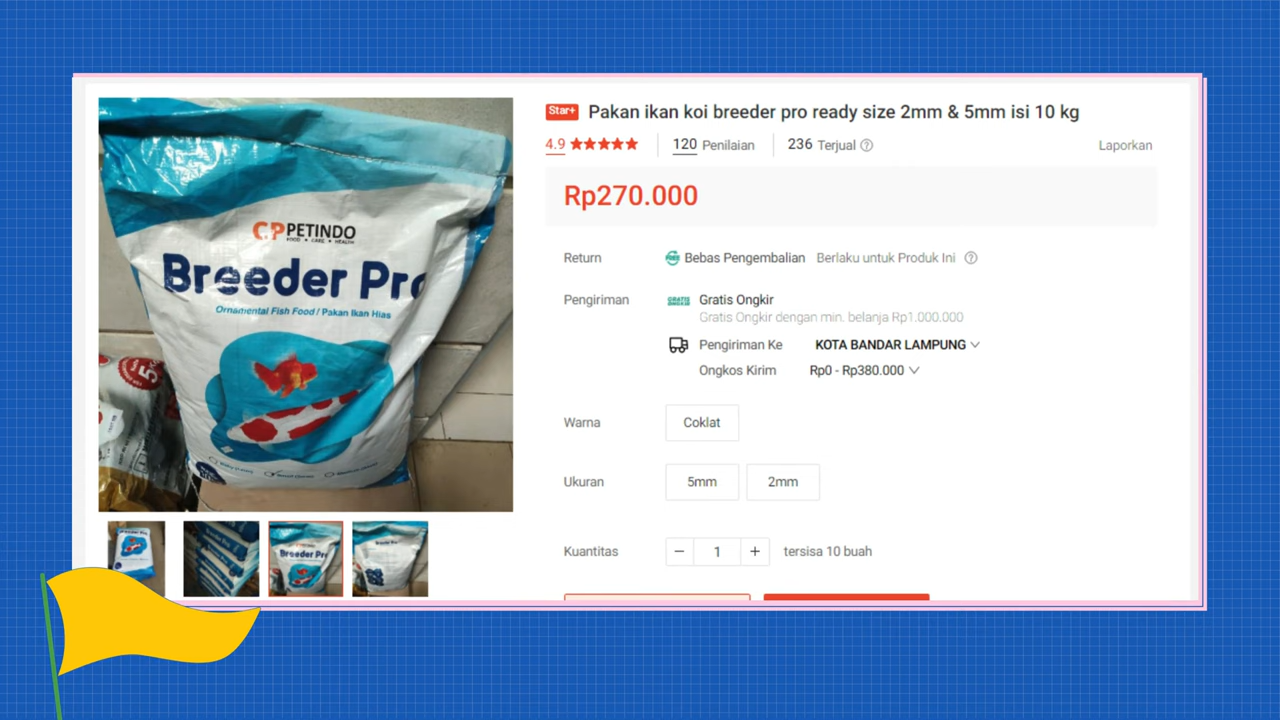 Star+ Pakan ikan koi breeder pro ready size 2mm & 5mm isi 10 kg
4.9 120 Penilaian 236 Terjual Laporkan
Rp270.000
Return Bebas Pengembalian Berlaku untuk Produk Ini
Pengiriman Gratis Ongkir
Gratis Ongkir dengan min. belanja Rp1.000.000
Pengiriman Ke KOTA BANDAR LAMPUNG
Ongkos Kirim Rp0 - Rp380.000
Warna Coklat
Ukuran 5mm 2mm
Kuantitas − 1 + tersisa 10 buah
CP PETINDO
FOOD • CARE • HEALTH
Breeder Pro
Ornamental Fish Food / Pakan Ikan Hias